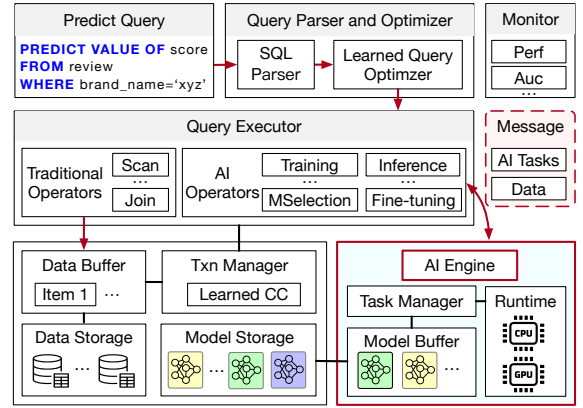 Predict Query
PREDICT VALUE OF score
FROM review
WHERE brand_name=‘xyz’
Query Parser and Optimizer
SQL
Parser
Learned Query
Optimzer
Monitor
Perf
Auc
...
Query Executor
Traditional
Operators
Scan
...
Join
AI
Operators
Training
...
MSelection
Inference
...
Fine-tuning
Message
AI Tasks
Data
Data Buffer
Item 1
...
Txn Manager
Learned CC
Data Storage
...
Model Storage
...
AI Engine
Task Manager
Model Buffer
...
Runtime
CPU
GPU